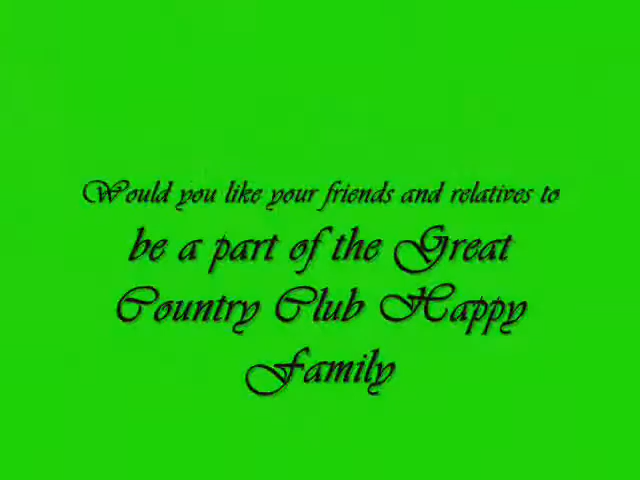 Would you like your friends and relatives to
be a part of the Great
Country Club Happy
Family